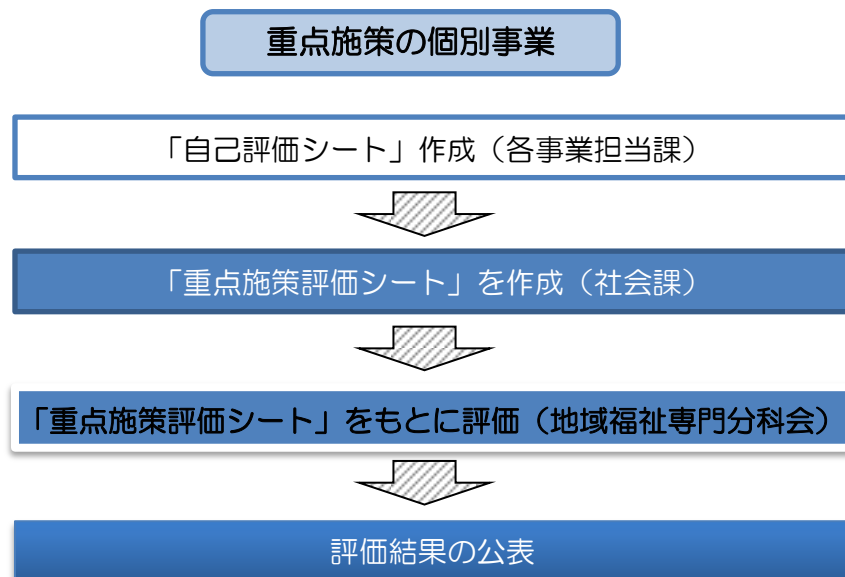 重点施策の個別事業
「自己評価シート」作成（各事業担当課）
「重点施策評価シート」を作成（社会課）
「重点施策評価シート」をもとに評価（地域福祉専門分科会）
評価結果の公表